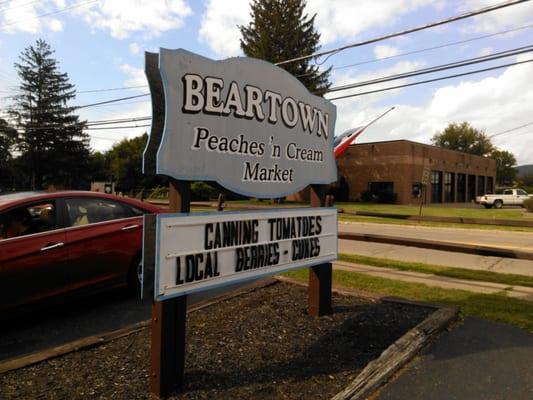 BEARTOWN
Peaches 'n Cream
Market
CANNING TOMATOES
LOCAL BERRIES - CUKES